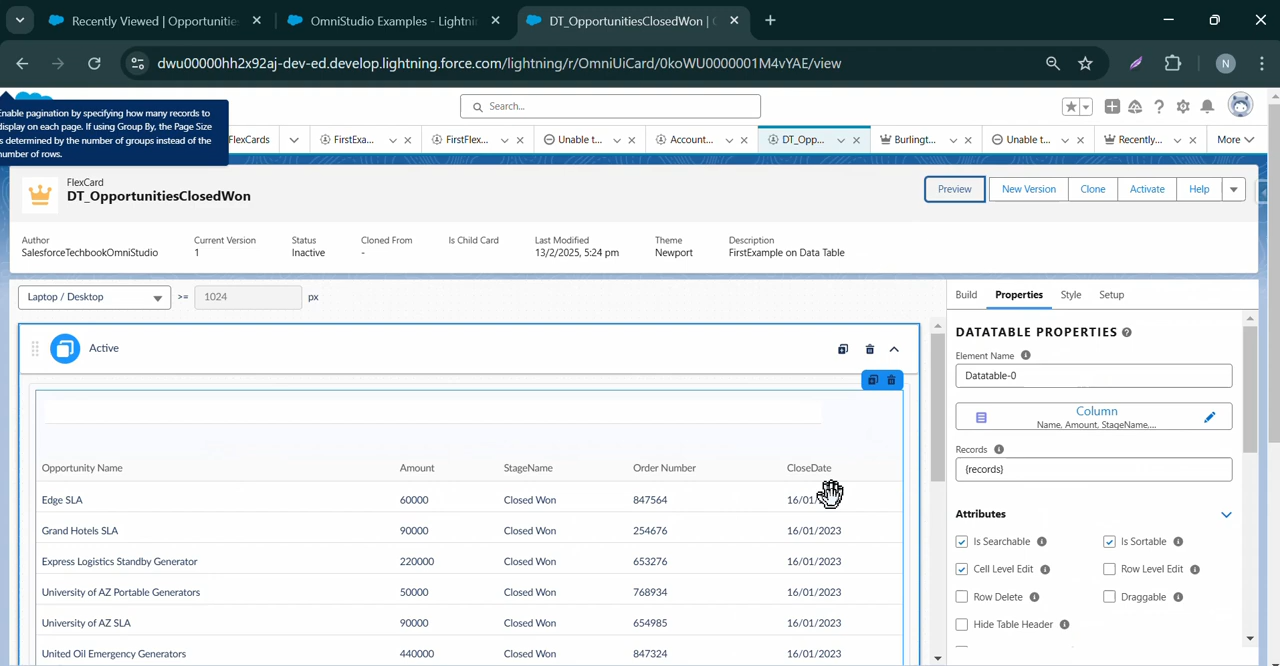 Recently Viewed | Opportunitie
OmniStudio Examples - Lightnin
DT_OpportunitiesClosedWon |
dwu00000hh2x92aj-dev-ed.develop.lightning.force.com/lightning/r/OmniUiCard/0koWU0000001M4vYAE/view
N
nable pagination by specifying how many records to
display on each page. If using Group By, the Page Size
s determined by the number of groups instead of the
number of rows.
Search...
FlexCards
FirstExa...
FirstFlex...
Unable t...
Account...
DT_Opp...
Burlingt...
Unable t...
Recently...
More
FlexCard
DT_OpportunitiesClosedWon
Preview
New Version
Clone
Activate
Help
Author
SalesforceTechbookOmniStudio
Current Version
1
Status
Inactive
Cloned From
-
Is Child Card
Last Modified
13/2/2025, 5:24 pm
Theme
Newport
Description
FirstExample on Data Table
Laptop / Desktop >= 1024 px
Build Properties Style Setup
Active
DATATABLE PROPERTIES
Element Name
Datatable-0
Column
Name, Amount, StageName,...
Records
{records}
Attributes
Is Searchable Is Sortable
Cell Level Edit Row Level Edit
Row Delete Draggable
Hide Table Header
Opportunity Name Amount StageName Order Number CloseDate
Edge SLA 60000 Closed Won 847564 16/01/
Grand Hotels SLA 90000 Closed Won 254676 16/01/2023
Express Logistics Standby Generator 220000 Closed Won 653276 16/01/2023
University of AZ Portable Generators 50000 Closed Won 768934 16/01/2023
University of AZ SLA 90000 Closed Won 654985 16/01/2023
United Oil Emergency Generators 440000 Closed Won 847324 16/01/2023